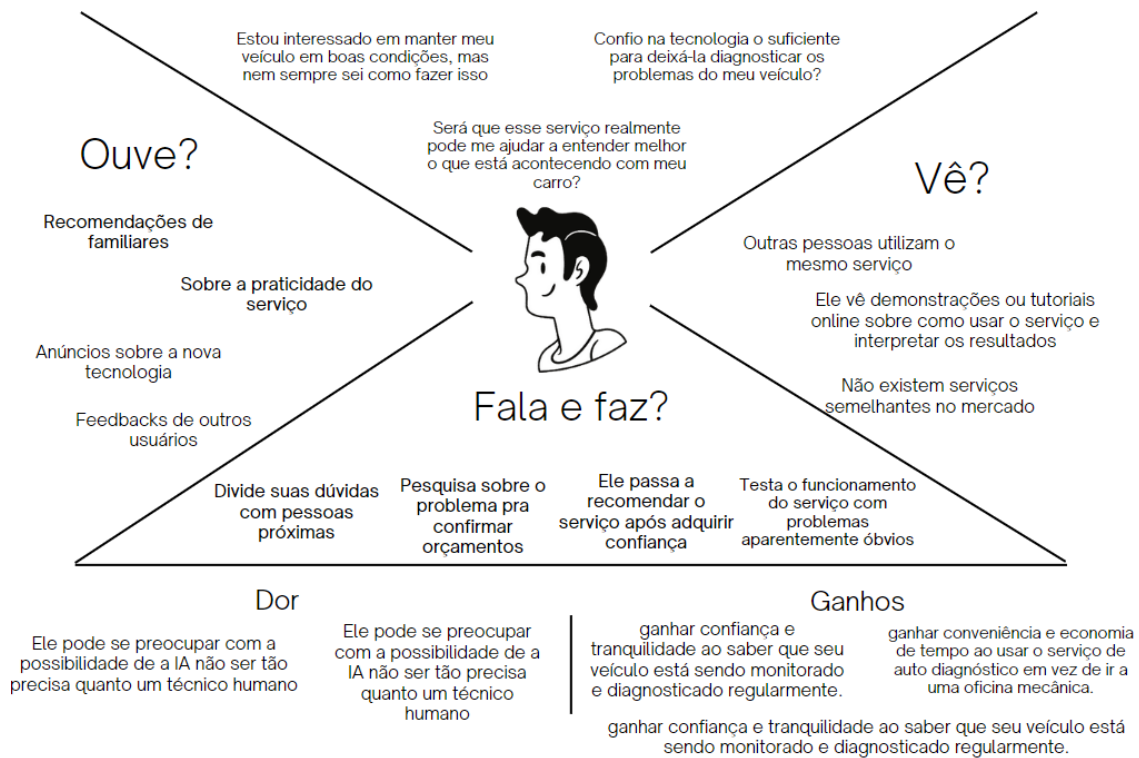 Estou interessado em manter meu
veículo em boas condições, mas
nem sempre sei como fazer isso
Confio na tecnologia o suficiente
para deixá-la diagnosticar os
problemas do meu veículo?
Será que esse serviço realmente
pode me ajudar a entender melhor
o que está acontecendo com meu
carro?
Ouve?
Recomendações de
familiares
Sobre a praticidade do
serviço
Anúncios sobre a nova
tecnologia
Feedbacks de outros
usuários
Vê?
Outras pessoas utilizam o
mesmo serviço
Ele vê demonstrações ou tutoriais
online sobre como usar o serviço e
interpretar os resultados
Não existem serviços
semelhantes no mercado
Fala e faz?
Divide suas dúvidas
com pessoas
próximas
Pesquisa sobre o
problema pra
confirmar
orçamentos
Ele passa a
recomendar o
serviço após adquirir
confiança
Testa o funcionamento
do serviço com
problemas
aparentemente óbvios
Dor
Ele pode se preocupar com a
possibilidade de a IA não ser tão
precisa quanto um técnico humano
Ele pode se preocupar
com a possibilidade de a
IA não ser tão precisa
quanto um técnico
humano
Ganhos
ganhar confiança e
tranquilidade ao saber que seu
veículo está sendo monitorado
e diagnosticado regularmente.
ganhar conveniência e economia
de tempo ao usar o serviço de
auto diagnóstico em vez de ir a
uma oficina mecânica.
ganhar confiança e tranquilidade ao saber que seu veículo está
sendo monitorado e diagnosticado regularmente.